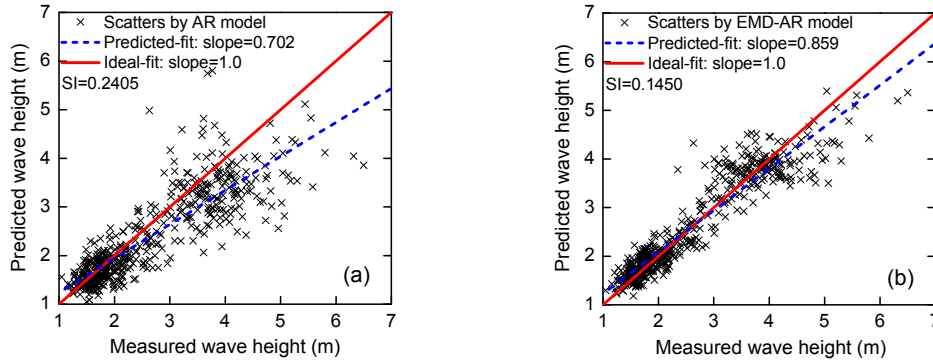 Scatters by AR model
Predicted-fit: slope=0.702
Ideal-fit: slope=1.0
SI=0.2405
7
6
5
4
3
2
1
Predicted wave height (m)
(a)
1 2 3 4 5 6 7
Measured wave height (m)
Scatters by EMD-AR model
Predicted-fit: slope=0.859
Ideal-fit: slope=1.0
SI=0.1450
7
6
5
4
3
2
1
Predicted wave height (m)
(b)
1 2 3 4 5 6 7
Measured wave height (m)